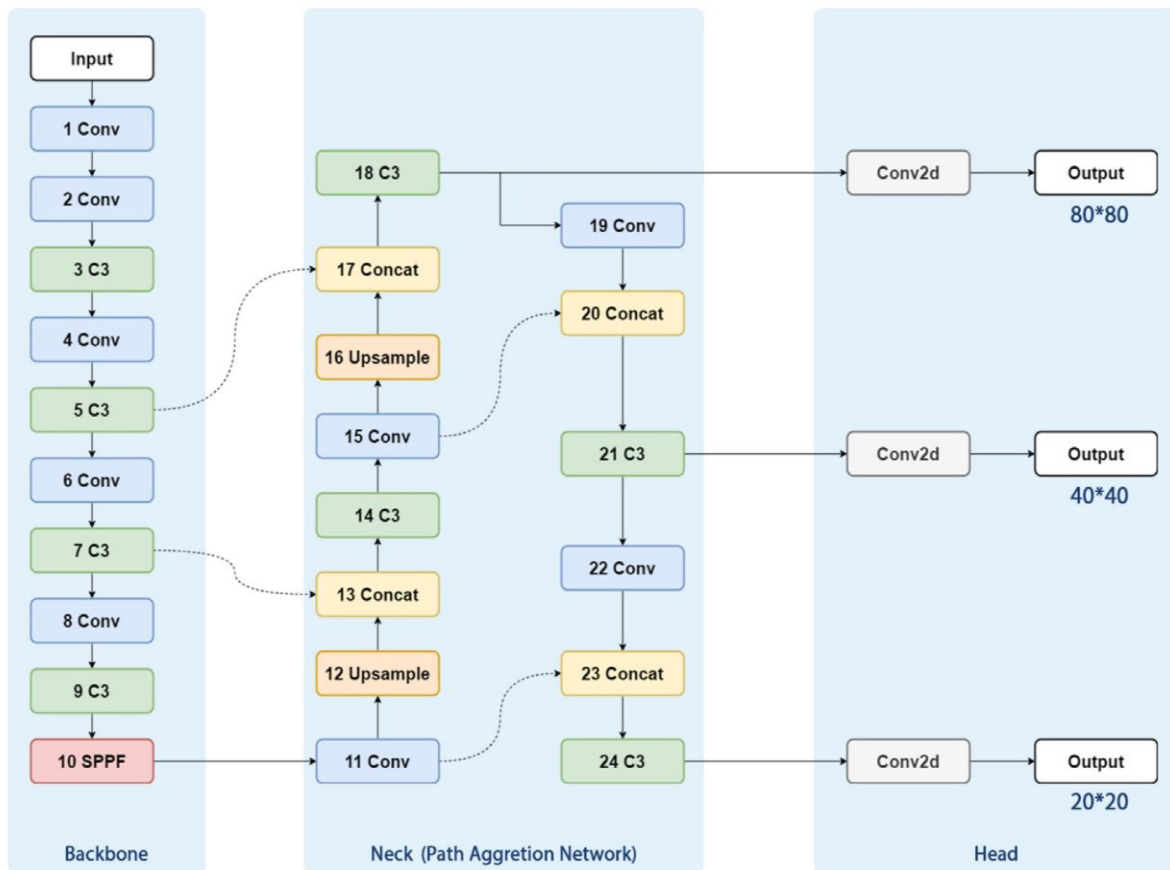 Input
1 Conv
2 Conv
3 C3
4 Conv
5 C3
6 Conv
7 C3
8 Conv
9 C3
10 SPPF
Backbone
18 C3
17 Concat
16 Upsample
15 Conv
14 C3
13 Concat
12 Upsample
11 Conv
19 Conv
20 Concat
21 C3
22 Conv
23 Concat
24 C3
Neck (Path Aggretion Network)
Conv2d
Output
80*80
Conv2d
Output
40*40
Conv2d
Output
20*20
Head